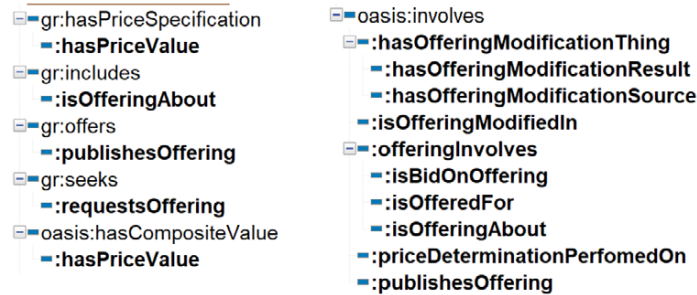 gr:hasPriceSpecification
:hasPriceValue
gr:includes
:isOfferingAbout
gr:offers
:publishesOffering
gr:seeks
:requestsOffering
oasis:hasCompositeValue
:hasPriceValue
oasis:involves
:hasOfferingModificationThing
:hasOfferingModificationResult
:hasOfferingModificationSource
:isOfferingModifiedIn
:offeringInvolves
:isBidOnOffering
:isOfferedFor
:isOfferingAbout
:priceDeterminationPerfomedOn
:publishesOffering